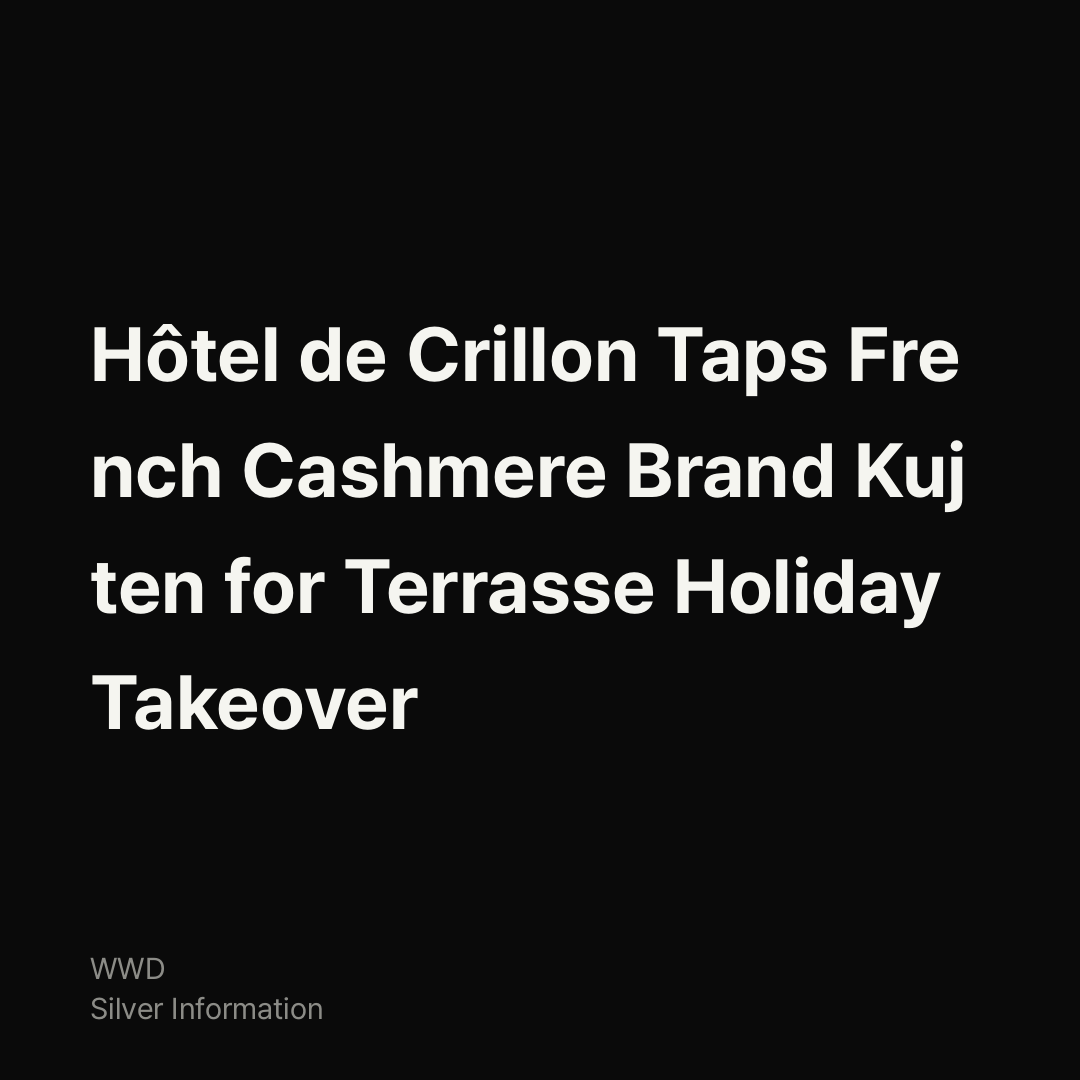 Hôtel de Crillon Taps Fre
nch Cashmere Brand Kuj
ten for Terrasse Holiday
Takeover
WWD
Silver Information